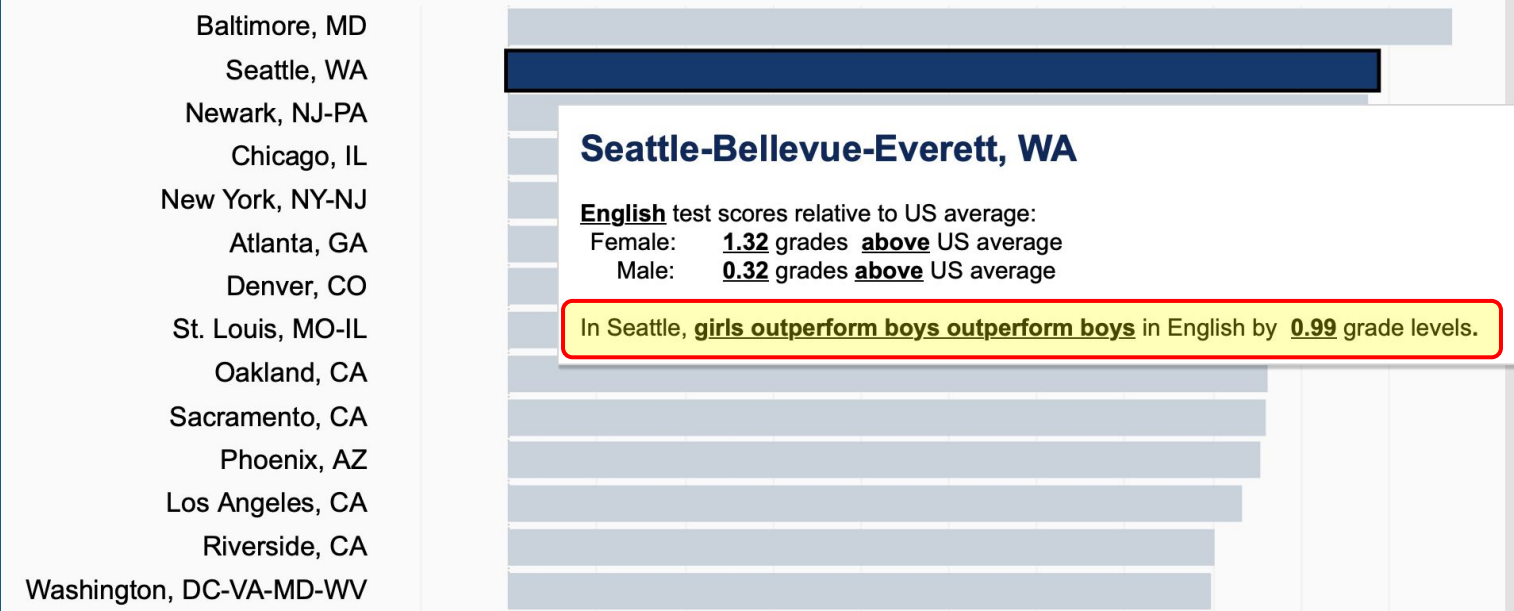 Baltimore, MD
Seattle, WA
Newark, NJ-PA
Chicago, IL
New York, NY-NJ
Atlanta, GA
Denver, CO
St. Louis, MO-IL
Oakland, CA
Sacramento, CA
Phoenix, AZ
Los Angeles, CA
Riverside, CA
Washington, DC-VA-MD-WV
Seattle-Bellevue-Everett, WA
English test scores relative to US average:
Female: 1.32 grades above US average
Male: 0.32 grades above US average
In Seattle, girls outperform boys outperform boys in English by 0.99 grade levels.